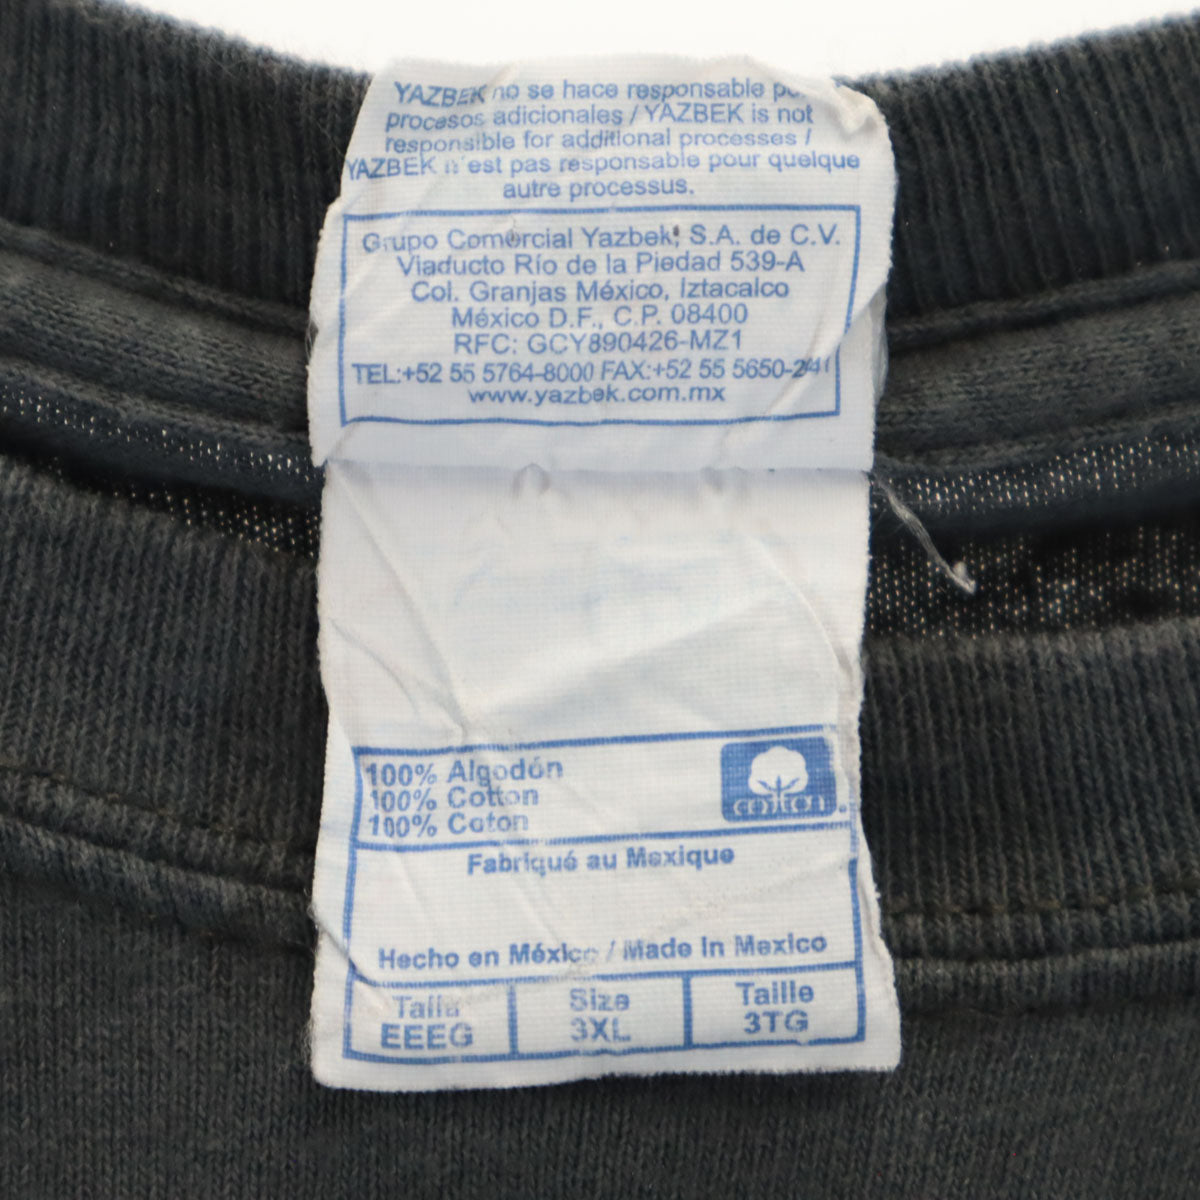 YAZBEK no se hace responsable
procesos adicionales / YAZBEK is not
responsible for additional processes /
YAZBEK n'est pas responsable pour quelque
autre processus.
Grupo Comercial Yazbek, S.A. de C.V.
Viaducto Río de la Piedad 539-A
Col. Granjas México, Iztacalco
México D.F., C.P. 08400
RFC: GCY890426-MZ1
TEL:+52 55 5764-8000 FAX:+52 55
www.yazbek.com.mx
100% Algodón
100% Cotton
100% Coton
cotton
Fabriqué au Mexique
Hecho en México / Made In Mexico
Talla Size Taille
EEEG 3XL 3TG